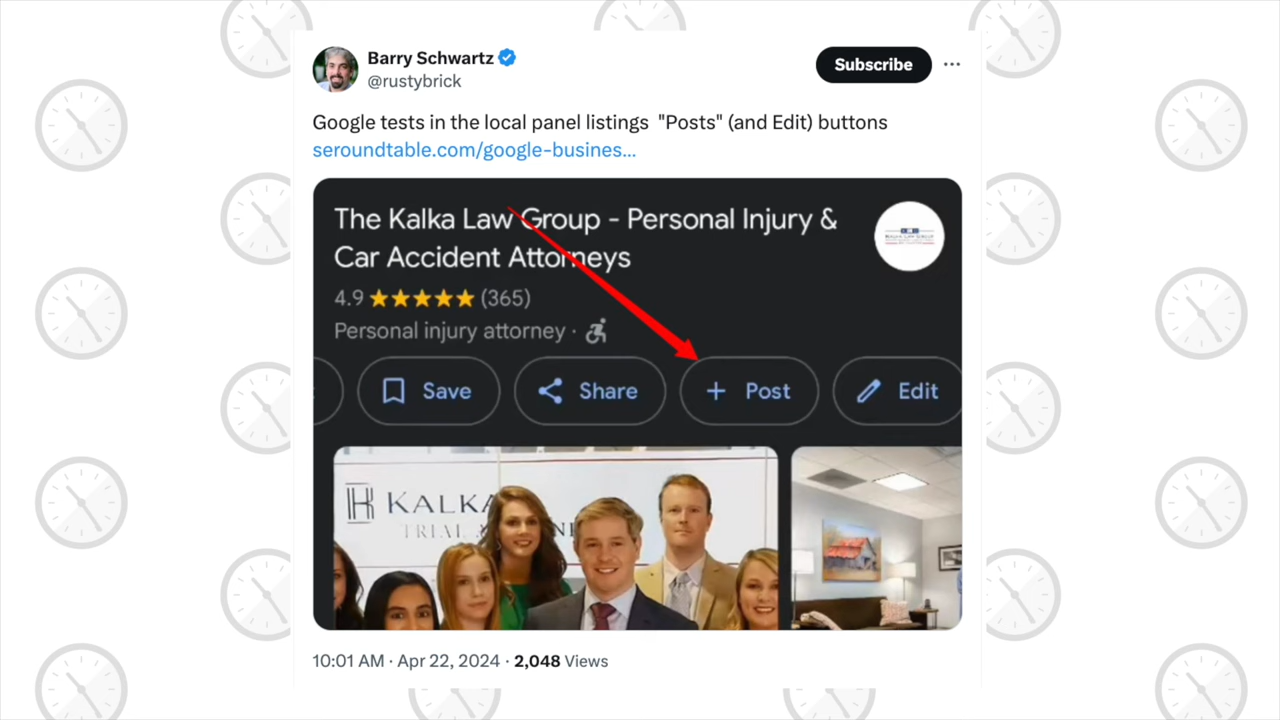 Barry Schwartz
@rustybrick
Subscribe
Google tests in the local panel listings "Posts" (and Edit) buttons
seroundtable.com/google-busines...
The Kalka Law Group - Personal Injury &
Car Accident Attorneys
4.9 (365)
Personal injury attorney ·
Save Share + Post Edit
KALKA
TRIAL
10:01 AM · Apr 22, 2024 · 2,048 Views